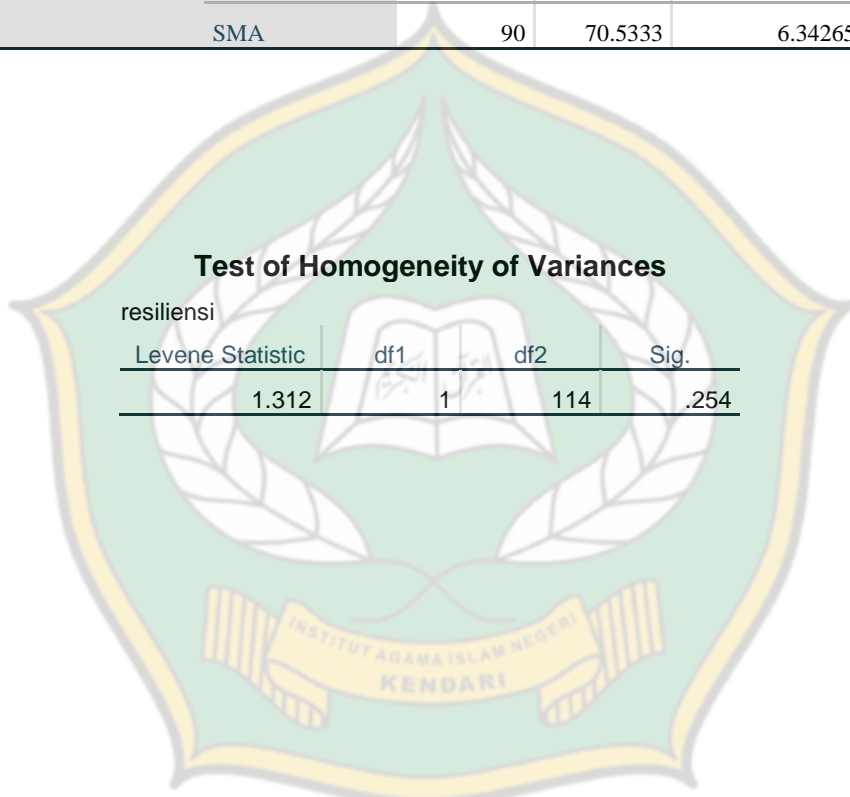 SMA 90 70.5333 6.34265
Test of Homogeneity of Variances
resiliensi
Levene Statistic df1 df2 Sig.
1.312 1 114 .254
INSTITUT AGAMA ISLAM NEGERI
KENDARI